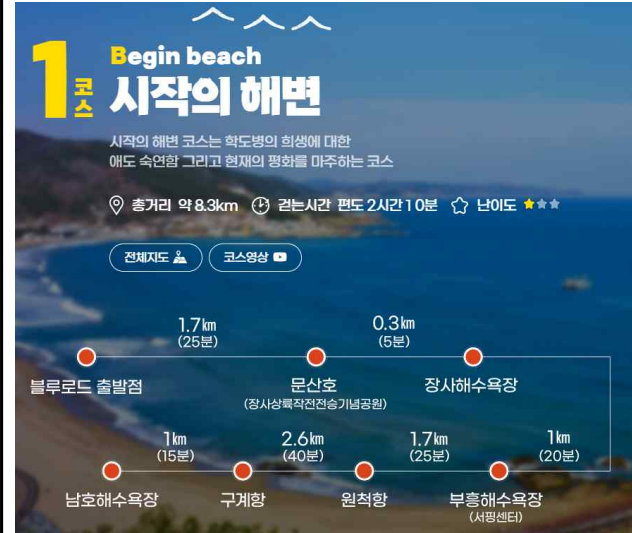 1코스
Begin beach
시작의 해변
시작의 해변 코스는 학도병의 희생에 대한
애도 숙연함 그리고 현재의 평화를 마주하는 코스
총거리 약 8.3km 걷는시간 편도 2시간10분 난이도
전체지도 코스영상
1.7km 0.3km
(25분) (5분)
블루로드 출발점 문산호 장사해수욕장
(장사상륙작전전승기념공원)
1km 2.6km 1.7km 1km
(15분) (40분) (25분) (20분)
남호해수욕장 구계항 원척항 부흥해수욕장
(서핑센터)